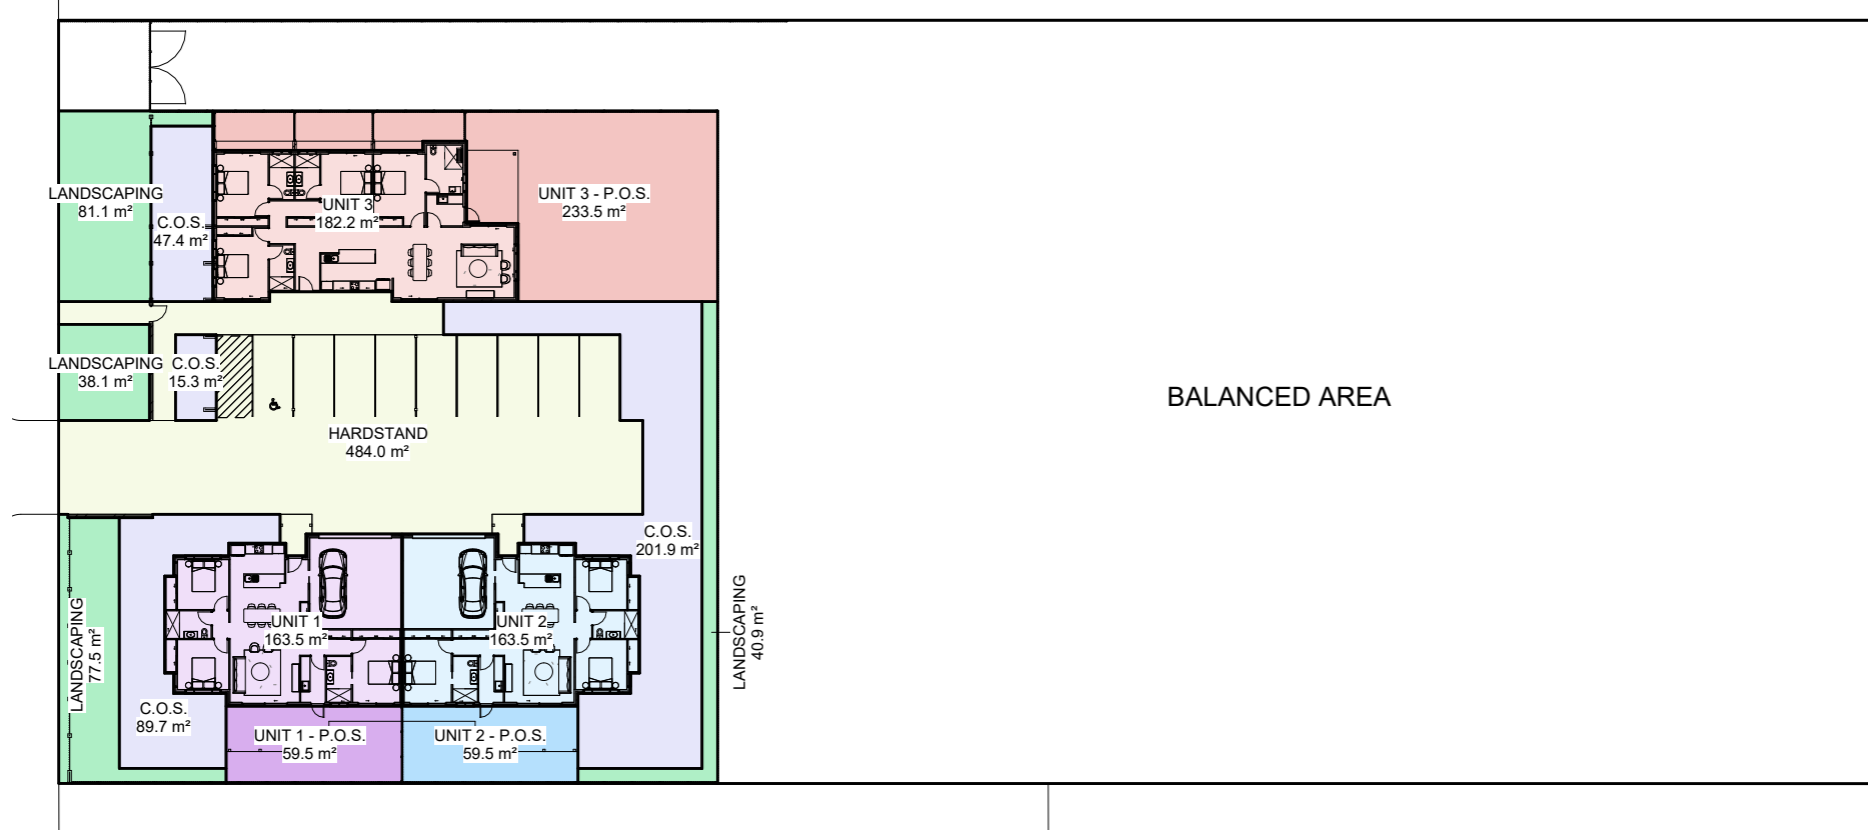 LANDSCAPING
81.1 m²
C.O.S.
47.4 m²
UNIT 3
182.2 m²
UNIT 3 - P.O.S.
233.5 m²
LANDSCAPING
38.1 m²
C.O.S.
15.3 m²
HARDSTAND
484.0 m²
BALANCED AREA
C.O.S.
201.9 m²
LANDSCAPING
77.5 m²
UNIT 1
163.5 m²
UNIT 2
163.5 m²
LANDSCAPING
40.9 m²
C.O.S.
89.7 m²
UNIT 1 - P.O.S.
59.5 m²
UNIT 2 - P.O.S.
59.5 m²